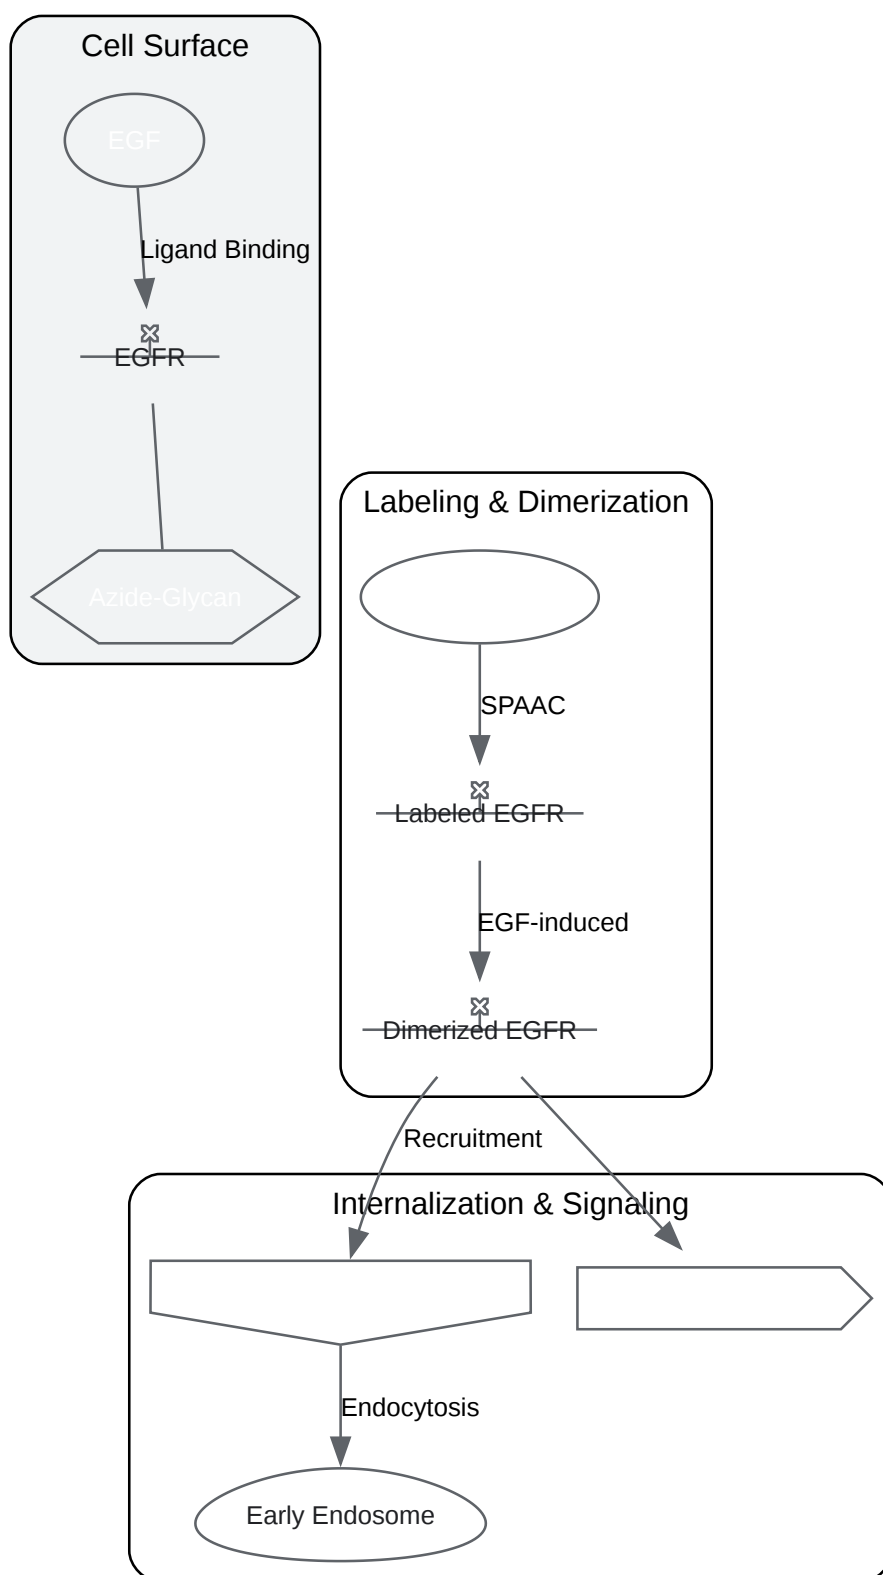 Cell Surface
EGF
Ligand Binding
EGFR
Azide-Glycan
Labeling & Dimerization
SPAAC
Labeled EGFR
EGF-induced
Dimerized EGFR
Recruitment
Internalization & Signaling
Endocytosis
Early Endosome